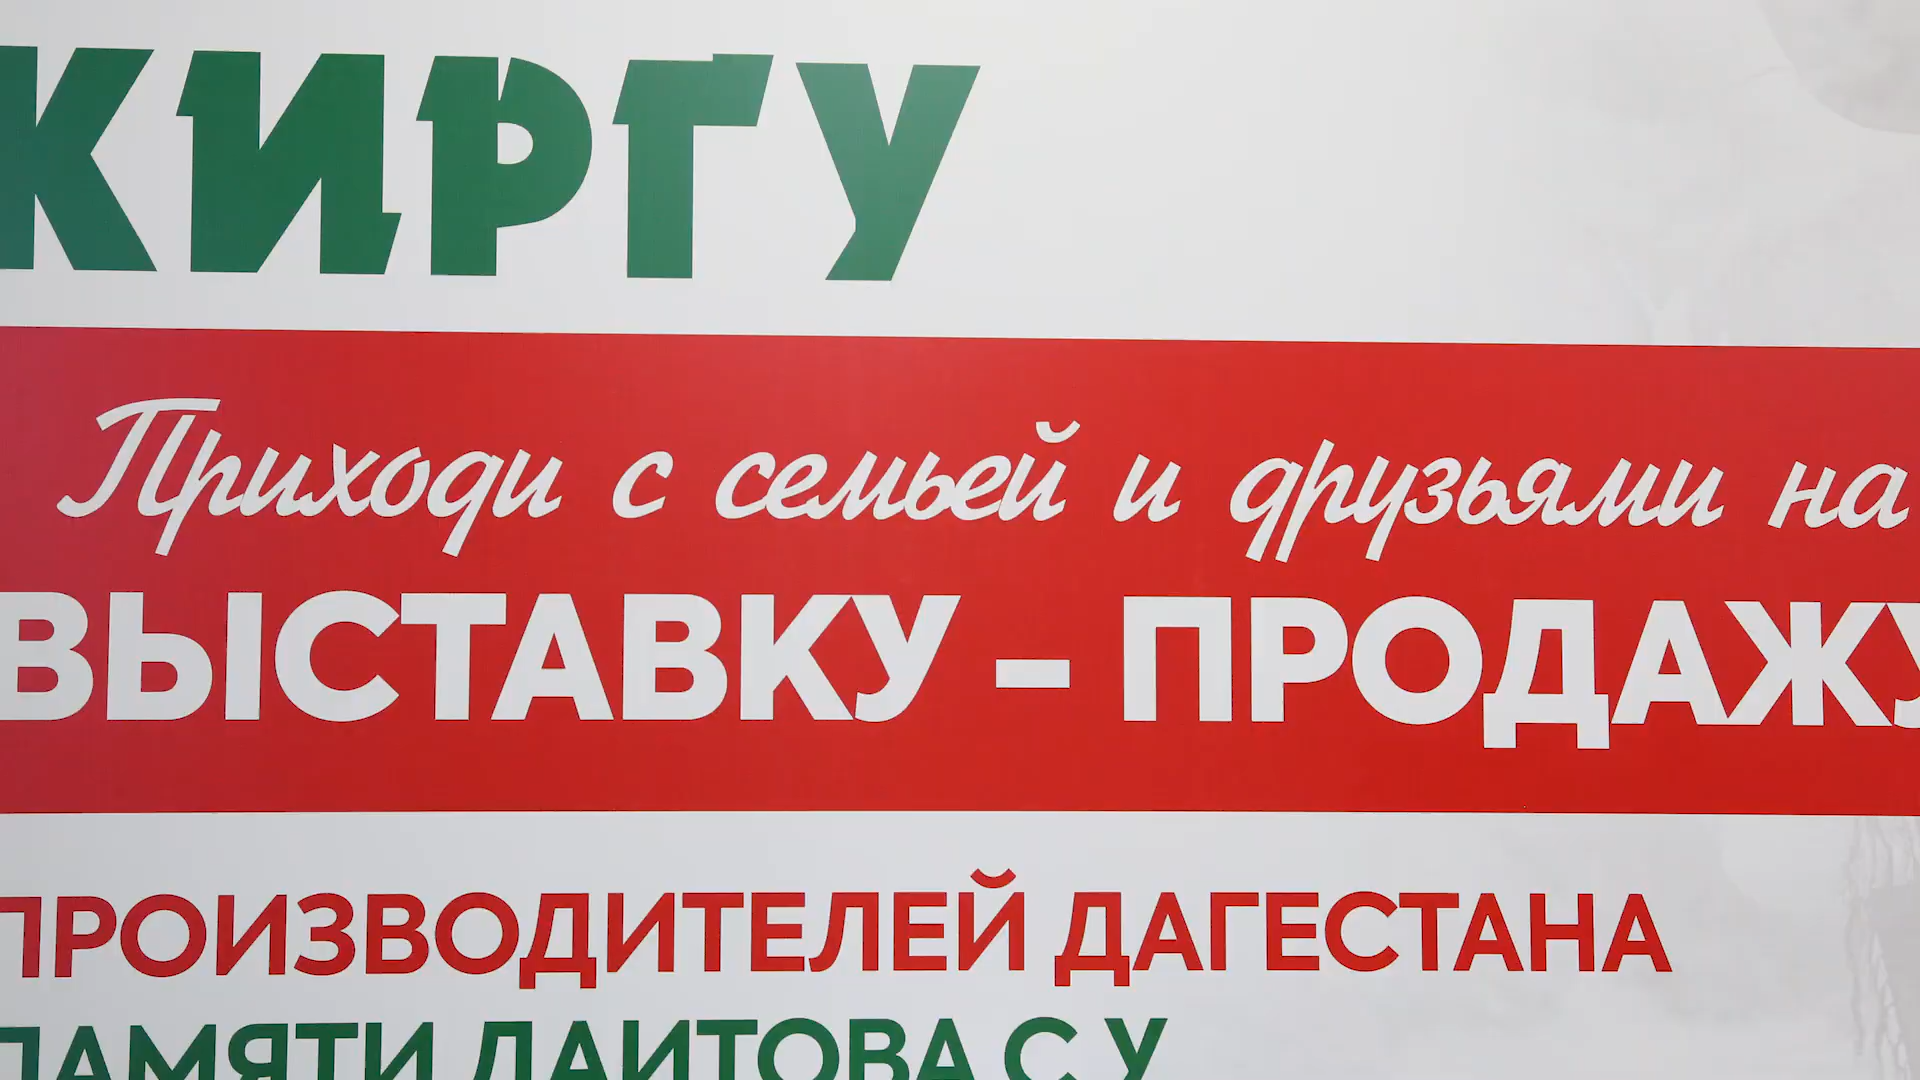 КИРГУ
Приходи с семьей и друзьями на
ВЫСТАВКУ - ПРОДАЖУ
ПРОИЗВОДИТЕЛЕЙ ДАГЕСТАНА
ПАМЯТИ ДАИТОВА С У